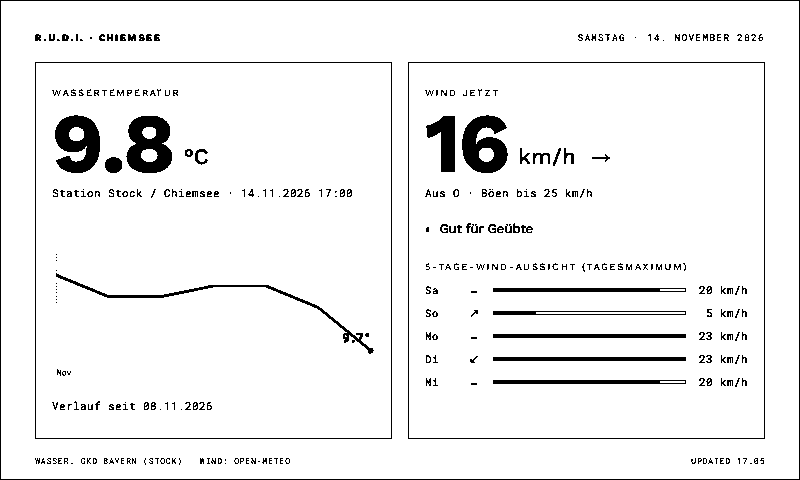 R.U.D.I. · CHIEMSEE
SAMSTAG · 14. NOVEMBER 2026
WASSERTEMPERATUR
9.8 °C
Station Stock / Chiemsee · 14.11.2026 17:00
9.7°
Nov
Verlauf seit 08.11.2026
WIND JETZT
16 km/h →
Aus O · Böen bis 25 km/h
Gut für Geübte
5-TAGE-WIND-AUSSICHT (TAGESMAXIMUM)
Sa – 20 km/h
So ↗ 5 km/h
Mo – 23 km/h
Di ↙ 23 km/h
Mi – 20 km/h
WASSER: GKD BAYERN (STOCK) WIND: OPEN-METEO
UPDATED 17:05